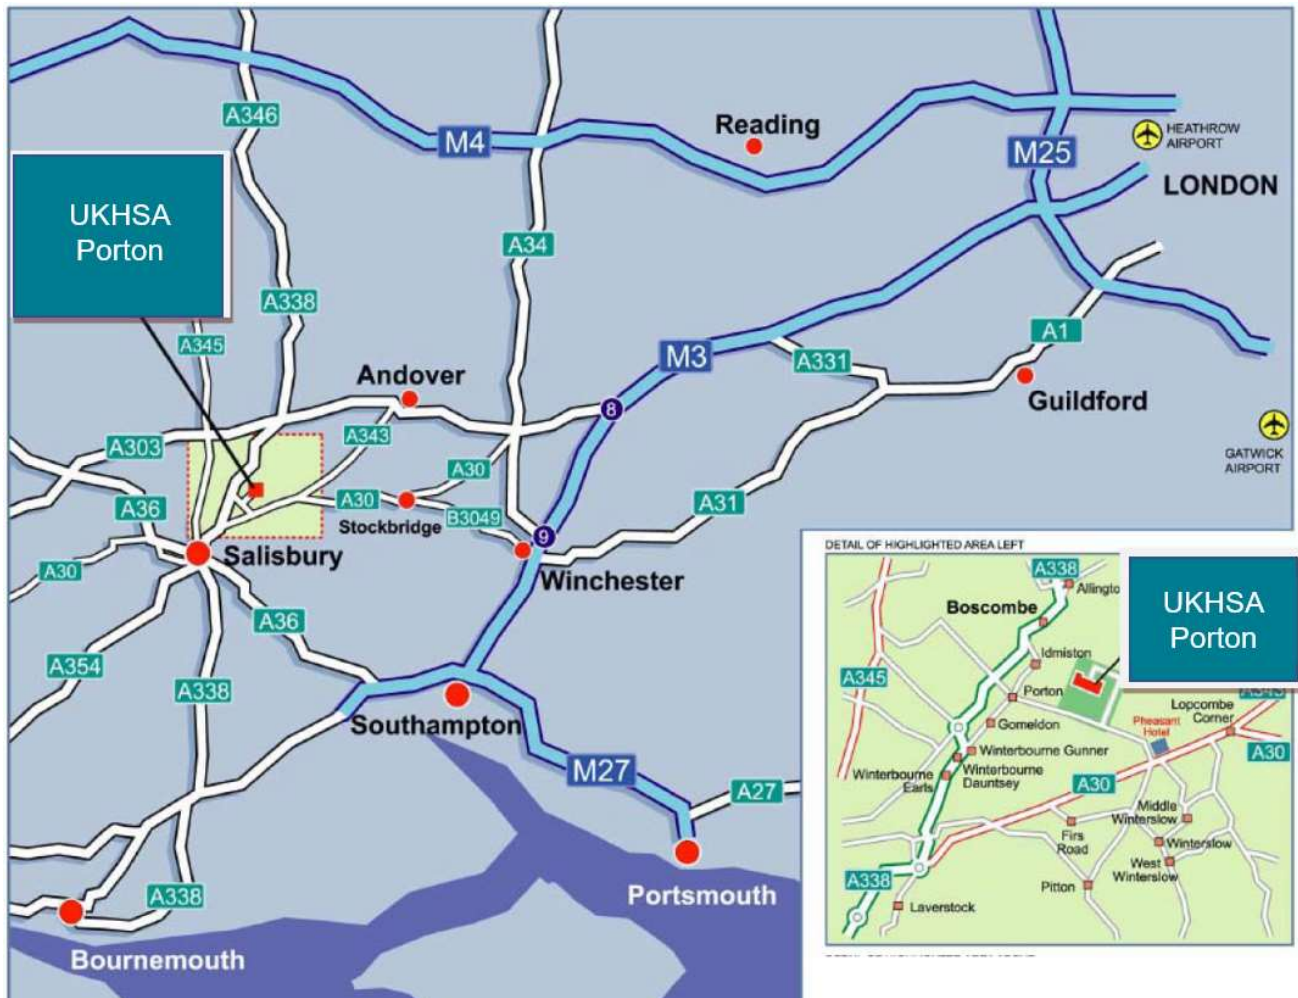 A346
M4
Reading
M25
HEATHROW
AIRPORT
LONDON
UKHSA
Porton
A34
A338
A345
M3
A331
A1
Andover
8
Guildford
A303
A343
GATWICK
AIRPORT
A30
A36
A30
Stockbridge
B3049
A31
9
Salisbury
Winchester
A30
A36
A354
A338
Southampton
M27
A27
A338
Portsmouth
Bournemouth
DETAIL OF HIGHLIGHTED AREA LEFT
A338
Allington
Boscombe
UKHSA
Porton
Idmiston
A345
Porton
Lopcombe
Corner
Gomeldon
Pheasant
Hotel
Winterbourne Gunner
A30
Winterbourne
Earls
Winterbourne
Dauntsey
A30
Middle
Winterslow
Firs
Road
Winterslow
West
Winterslow
A338
Pitton
Laverstock